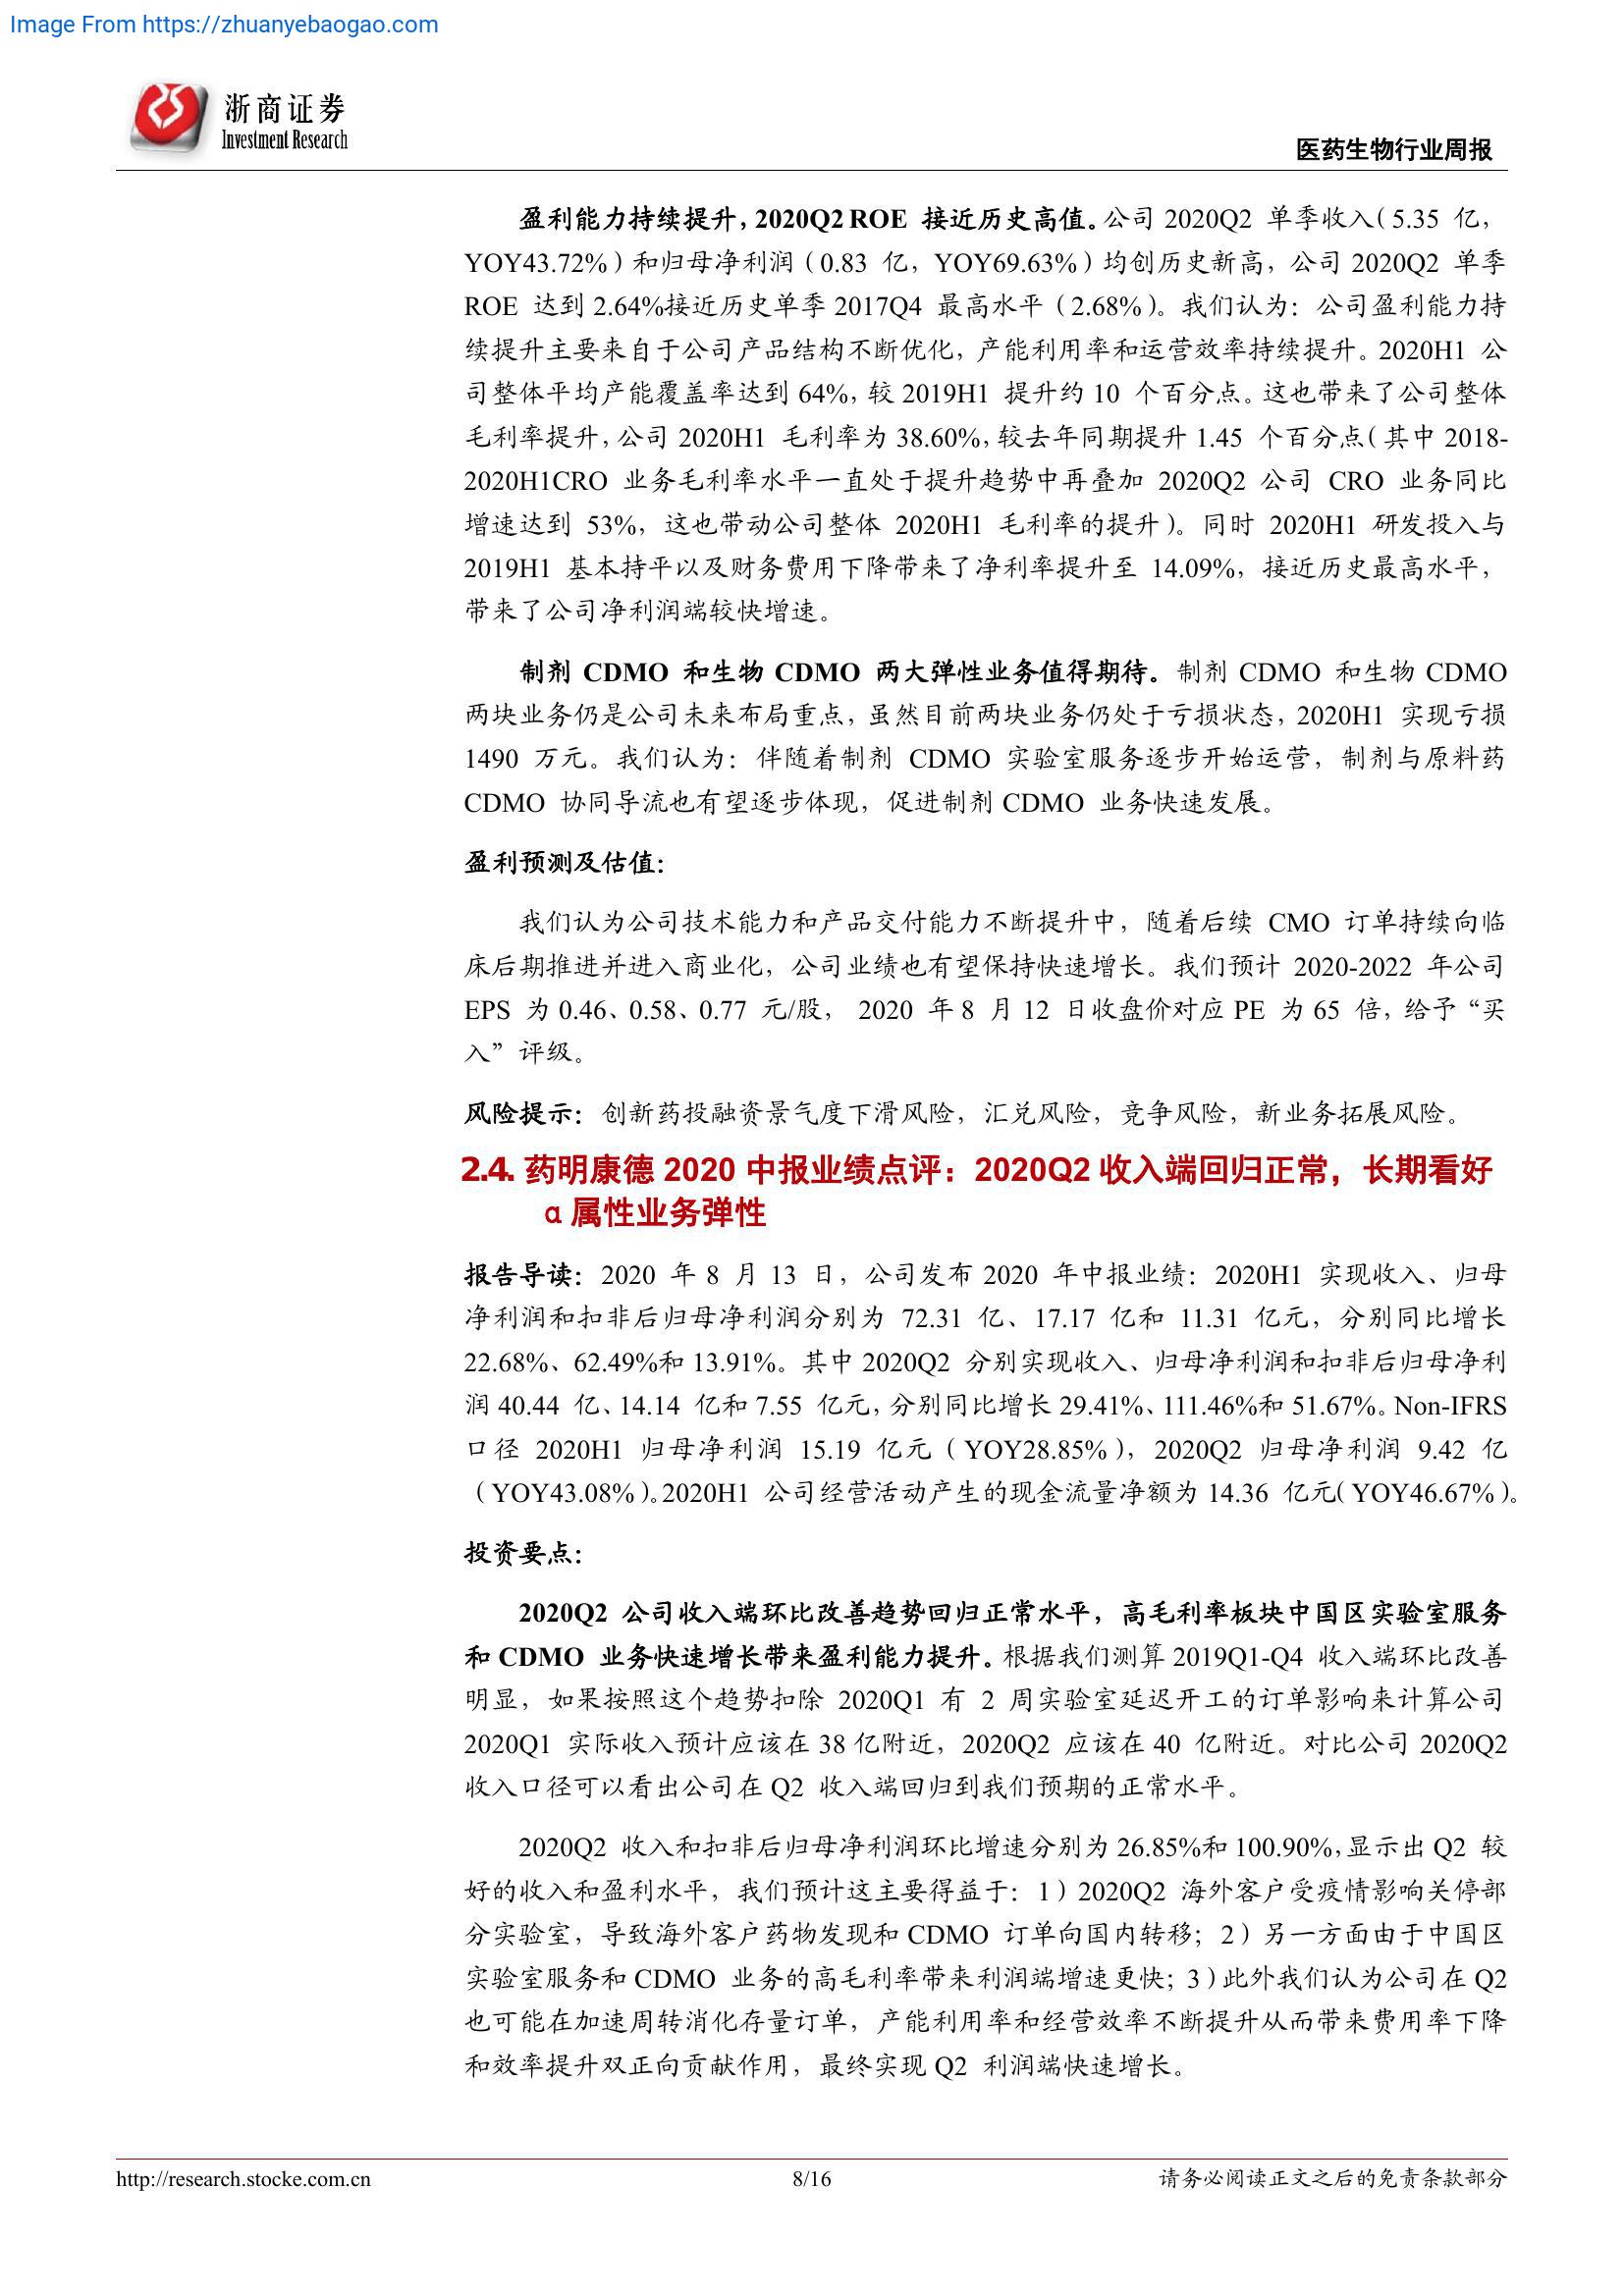 Image From https://zhuanyebaogao.com
浙商证券
Investment Research
医药生物行业周报
盈利能力持续提升，2020Q2 ROE 接近历史高值。公司 2020Q2 单季收入（5.35 亿，
YOY43.72%）和归母净利润（0.83 亿，YOY69.63%）均创历史新高，公司 2020Q2 单季
ROE 达到 2.64%接近历史单季 2017Q4 最高水平（2.68%）。我们认为：公司盈利能力持
续提升主要来自于公司产品结构不断优化，产能利用率和运营效率持续提升。2020H1 公
司整体平均产能覆盖率达到 64%，较 2019H1 提升约 10 个百分点。这也带来了公司整体
毛利率提升，公司 2020H1 毛利率为 38.60%，较去年同期提升 1.45 个百分点（其中 2018-
2020H1CRO 业务毛利率水平一直处于提升趋势中再叠加 2020Q2 公司 CRO 业务同比
增速达到 53%，这也带动公司整体 2020H1 毛利率的提升）。同时 2020H1 研发投入与
2019H1 基本持平以及财务费用下降带来了净利率提升至 14.09%，接近历史最高水平，
带来了公司净利润端较快增速。
制剂 CDMO 和生物 CDMO 两大弹性业务值得期待。制剂 CDMO 和生物 CDMO
两块业务仍是公司未来布局重点，虽然目前两块业务仍处于亏损状态，2020H1 实现亏损
1490 万元。我们认为：伴随着制剂 CDMO 实验室服务逐步开始运营，制剂与原料药
CDMO 协同导流也有望逐步体现，促进制剂 CDMO 业务快速发展。
盈利预测及估值：
我们认为公司技术能力和产品交付能力不断提升中，随着后续 CMO 订单持续向临
床后期推进并进入商业化，公司业绩也有望保持快速增长。我们预计 2020-2022 年公司
EPS 为 0.46、0.58、0.77 元/股， 2020 年 8 月 12 日收盘价对应 PE 为 65 倍，给予“买
入”评级。
风险提示：创新药投融资景气度下滑风险，汇兑风险，竞争风险，新业务拓展风险。
2.4. 药明康德 2020 中报业绩点评：2020Q2 收入端回归正常，长期看好
α 属性业务弹性
报告导读：2020 年 8 月 13 日，公司发布 2020 年中报业绩：2020H1 实现收入、归母
净利润和扣非后归母净利润分别为 72.31 亿、17.17 亿和 11.31 亿元，分别同比增长
22.68%、62.49%和 13.91%。其中 2020Q2 分别实现收入、归母净利润和扣非后归母净利
润 40.44 亿、14.14 亿和 7.55 亿元，分别同比增长 29.41%、111.46%和 51.67%。Non-IFRS
口径 2020H1 归母净利润 15.19 亿元（YOY28.85%），2020Q2 归母净利润 9.42 亿
（YOY43.08%）。2020H1 公司经营活动产生的现金流量净额为 14.36 亿元（YOY46.67%）。
投资要点：
2020Q2 公司收入端环比改善趋势回归正常水平，高毛利率板块中国区实验室服务
和 CDMO 业务快速增长带来盈利能力提升。根据我们测算 2019Q1-Q4 收入端环比改善
明显，如果按照这个趋势扣除 2020Q1 有 2 周实验室延迟开工的订单影响来计算公司
2020Q1 实际收入预计应该在 38 亿附近，2020Q2 应该在 40 亿附近。对比公司 2020Q2
收入口径可以看出公司在 Q2 收入端回归到我们预期的正常水平。
2020Q2 收入和扣非后归母净利润环比增速分别为 26.85%和 100.90%，显示出 Q2 较
好的收入和盈利水平，我们预计这主要得益于：1）2020Q2 海外客户受疫情影响关停部
分实验室，导致海外客户药物发现和 CDMO 订单向国内转移；2）另一方面由于中国区
实验室服务和 CDMO 业务的高毛利率带来利润端增速更快；3）此外我们认为公司在 Q2
也可能在加速周转消化存量订单，产能利用率和经营效率不断提升从而带来费用率下降
和效率提升双正向贡献作用，最终实现 Q2 利润端快速增长。
http://research.stocke.com.cn
8/16
请务必阅读正文之后的免责条款部分